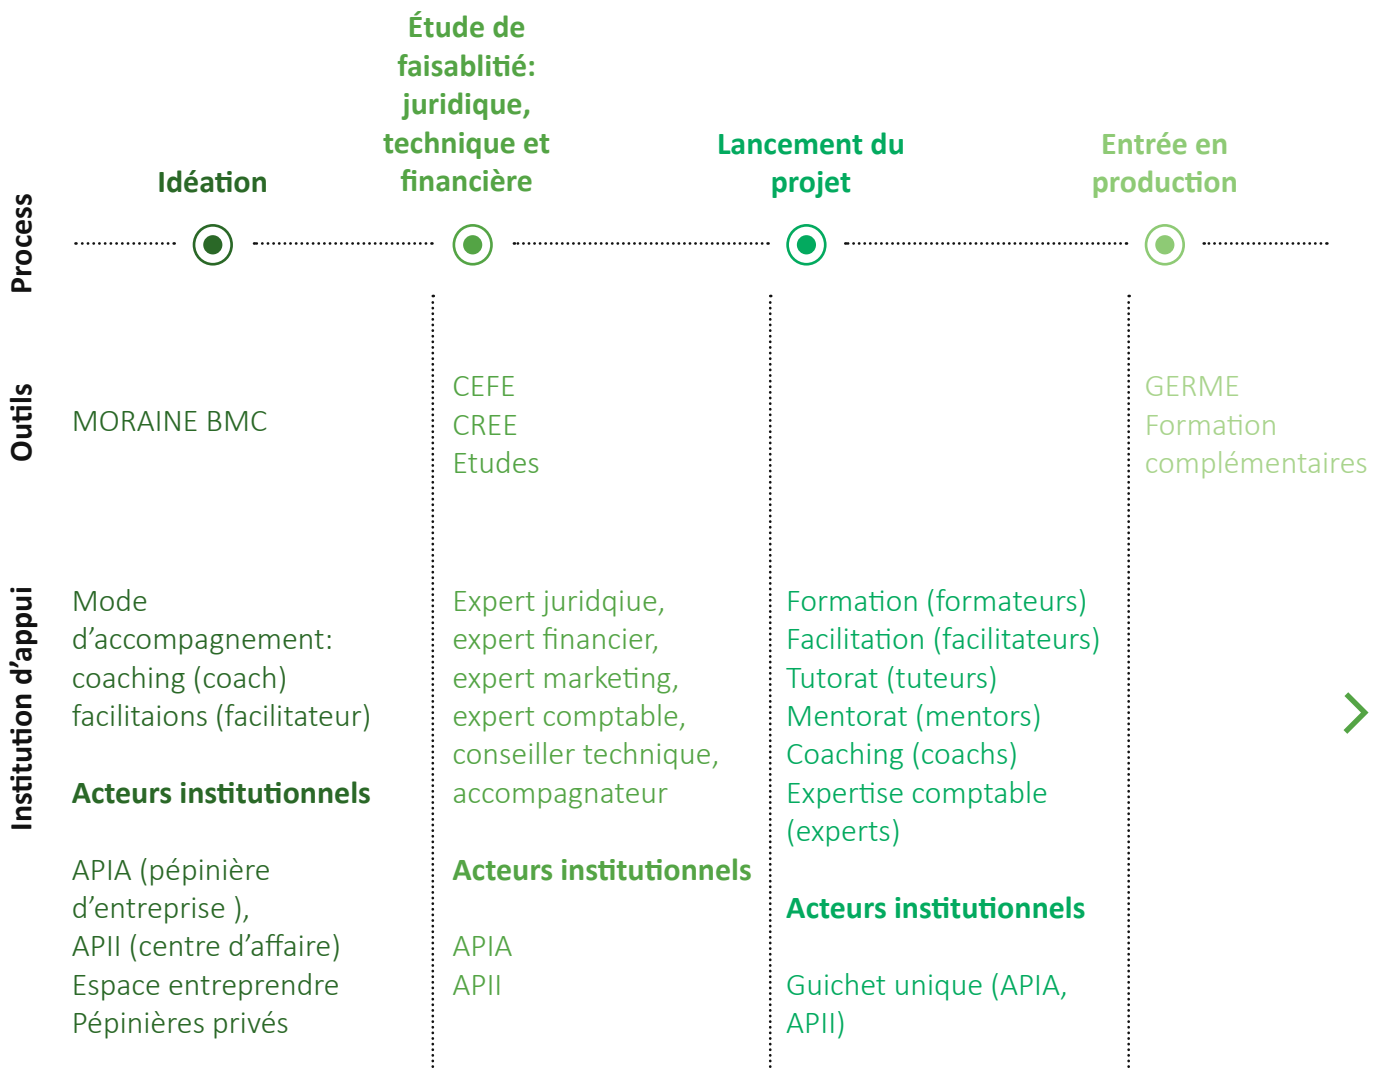 Étude de
faisablitié:
juridique,
technique et
financière
Idéation
Lancement du
projet
Entrée en
production
Process
Outils
MORAINE BMC
CEFE
CREE
Etudes
GERME
Formation
complémentaires
Institution d'appui
Mode
d'accompagnement:
coaching (coach)
facilitaions (facilitateur)
Acteurs institutionnels
APIA (pépinière
d'entreprise ),
APII (centre d'affaire)
Espace entreprendre
Pépinières privés
Expert juridqiue,
expert financier,
expert marketing,
expert comptable,
conseiller technique,
accompagnateur
Acteurs institutionnels
APIA
APII
Formation (formateurs)
Facilitation (facilitateurs)
Tutorat (tuteurs)
Mentorat (mentors)
Coaching (coachs)
Expertise comptable
(experts)
Acteurs institutionnels
Guichet unique (APIA,
APII)